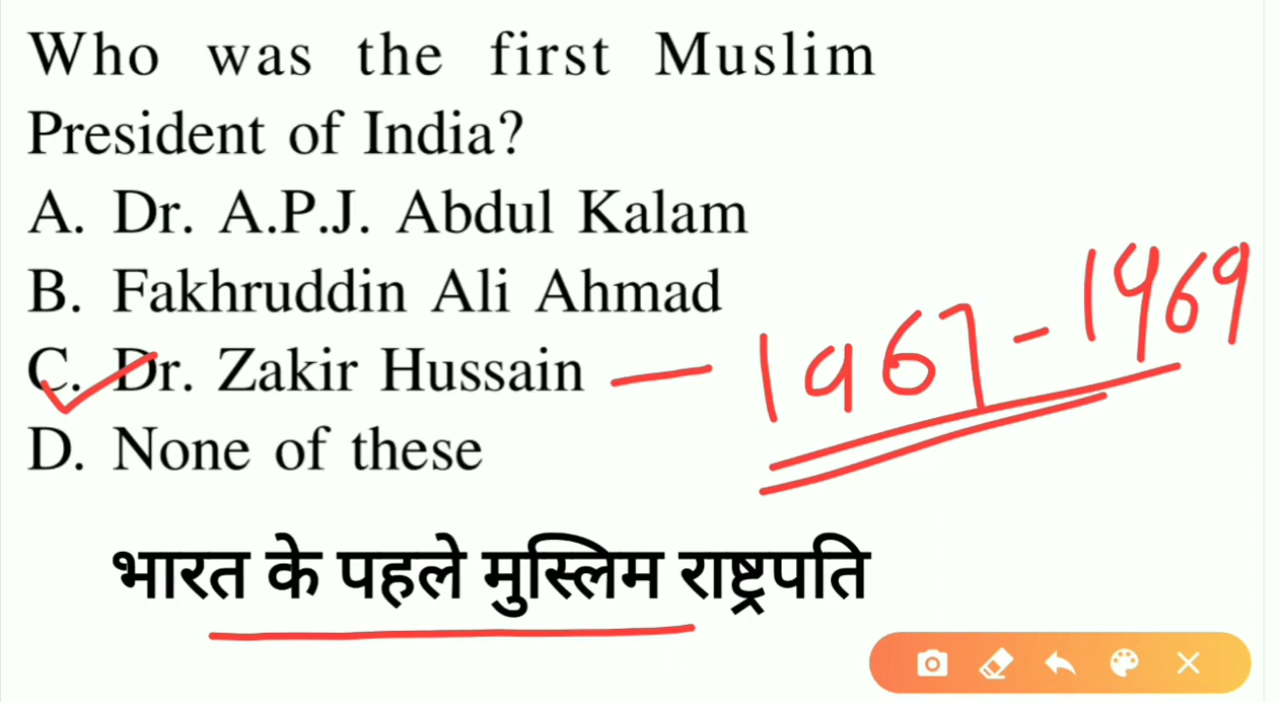 Who was the first Muslim
President of India?
A. Dr. A.P.J. Abdul Kalam
B. Fakhruddin Ali Ahmad
C. Dr. Zakir Hussain — 1967 - 1969
D. None of these
भारत के पहले मुस्लिम राष्ट्रपति